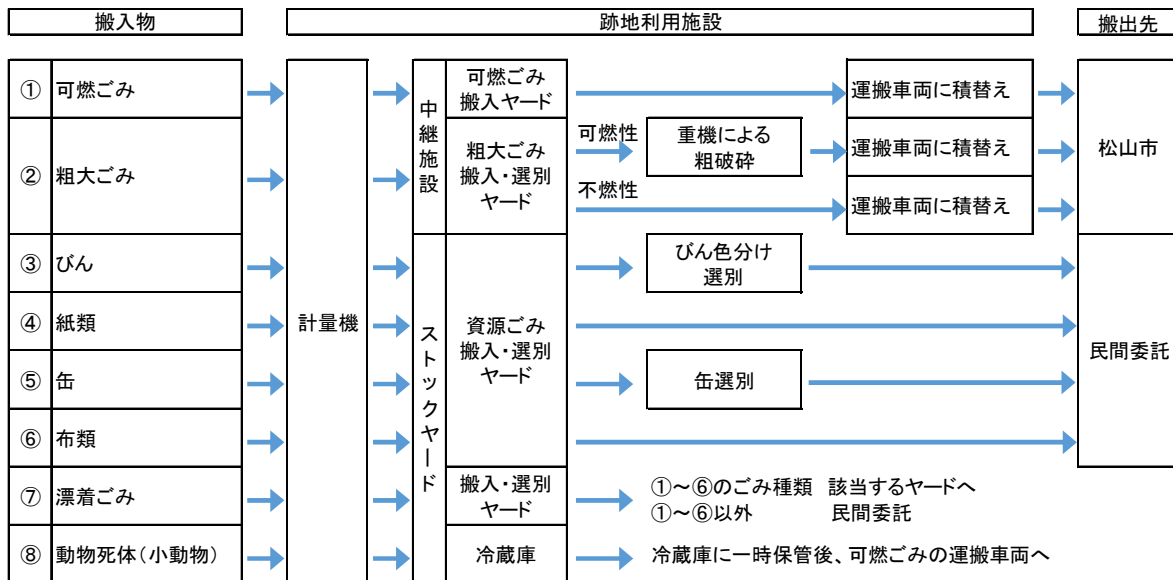 搬入物
跡地利用施設
搬出先
① 可燃ごみ
② 粗大ごみ
③ びん
④ 紙類
⑤ 缶
⑥ 布類
⑦ 漂着ごみ
⑧ 動物死体(小動物)
計量機
中継施設
ストックヤード
可燃ごみ
搬入ヤード
粗大ごみ
搬入・選別
ヤード
資源ごみ
搬入・選別
ヤード
搬入・選別
ヤード
冷蔵庫
可燃性
不燃性
重機による
粗破砕
びん色分け
選別
缶選別
運搬車両に積替え
運搬車両に積替え
運搬車両に積替え
①~⑥のごみ種類 該当するヤードへ
①~⑥以外 民間委託
冷蔵庫に一時保管後、可燃ごみの運搬車両へ
松山市
民間委託